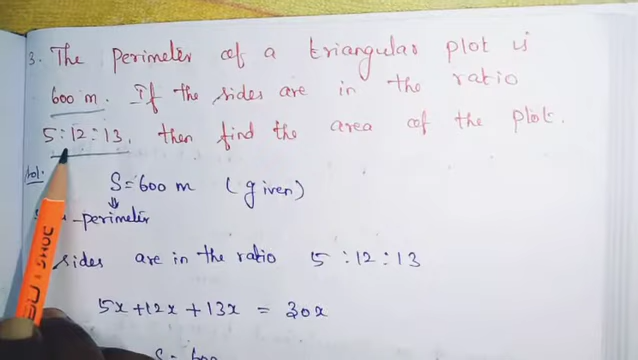 3. The perimeter of a triangular plot is
600 m. If the sides are in the ratio
5:12:13, then find the area of the plot.
Sol:
S=600 m (given)
-perimeter
sides are in the ratio 5:12:13
5x+12x+13x = 30x
S = 600